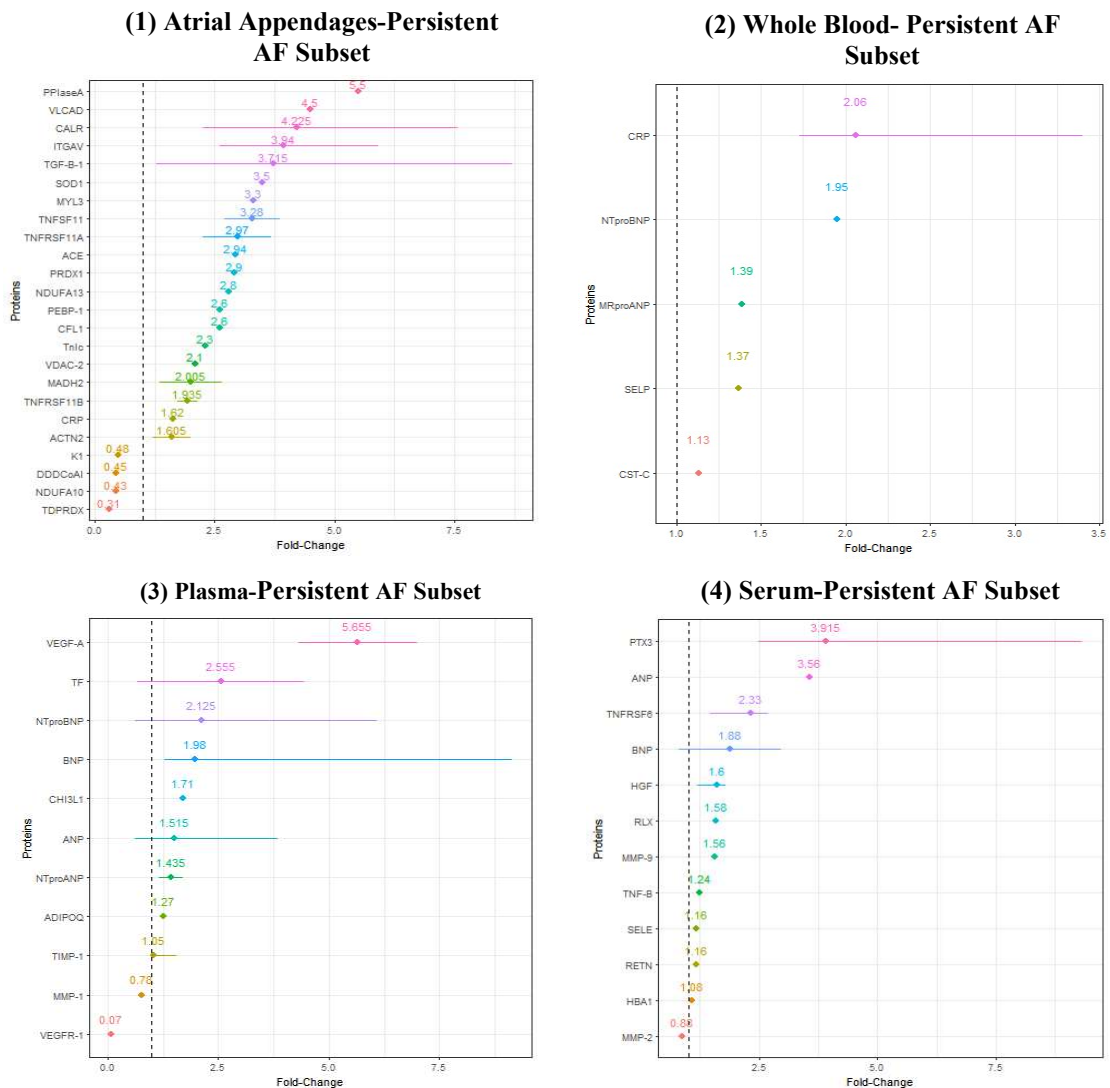 (1) Atrial Appendages-Persistent
AF Subset
PPIaseA
VLCAD
CALR
ITGAV
TGF-B-1
SOD1
MYL3
TNFSF11
TNFRSF11A
ACE
PRDX1
NDUFA13
PEBP-1
CFL1
TnIc
VDAC-2
MADH2
TNFRSF11B
CRP
ACTN2
K1
DDDCoAI
NDUFA10
TDPRDX
Proteins
5.5
4.5
4.225
3.94
3.715
3.5
3.3
3.28
2.97
2.94
2.9
2.8
2.6
2.6
2.3
2.1
2.005
1.935
1.62
1.605
0.48
0.45
0.43
0.31
0.0 2.5 5.0 7.5
Fold-Change
(2) Whole Blood- Persistent AF
Subset
CRP
NTproBNP
MRproANP
SELP
CST-C
Proteins
2.06
1.95
1.39
1.37
1.13
1.0 1.5 2.0 2.5 3.0 3.5
Fold-Change
(3) Plasma-Persistent AF Subset
VEGF-A
TF
NTproBNP
BNP
CHI3L1
ANP
NTproANP
ADIPOQ
TIMP-1
MMP-1
VEGFR-1
Proteins
5.655
2.555
2.125
1.98
1.71
1.515
1.435
1.27
1.05
0.78
0.07
0.0 2.5 5.0 7.5
Fold-Change
(4) Serum-Persistent AF Subset
PTX3
ANP
TNFRSF6
BNP
HGF
RLX
MMP-9
TNF-B
SELE
RETN
HBA1
MMP-2
Proteins
3.915
3.56
2.33
1.88
1.6
1.58
1.56
1.24
1.16
1.16
1.08
2.5 5.0 7.5
Fold-Change